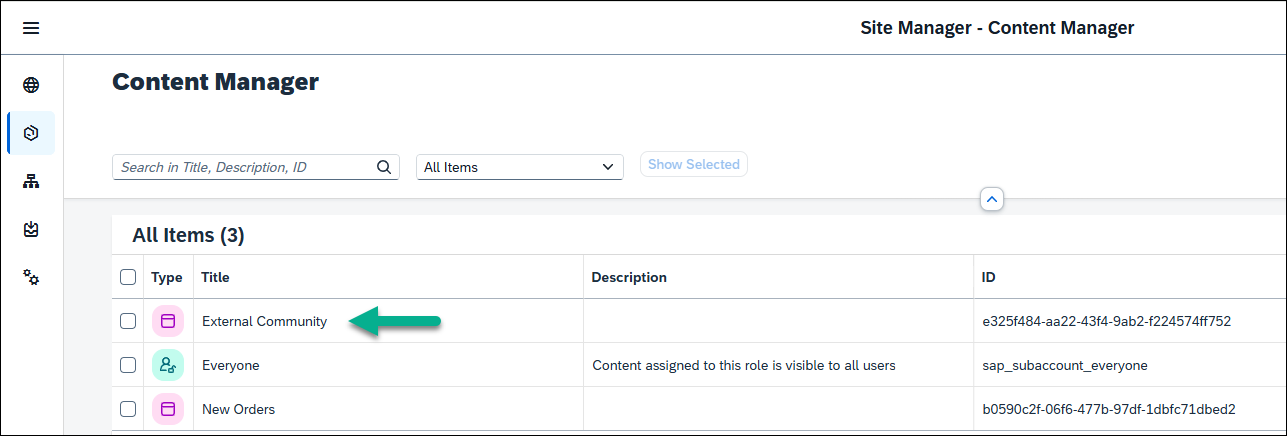 Site Manager - Content Manager
Content Manager
Search in Title, Description, ID
All Items
Show Selected
All Items (3)
Type Title Description ID
External Community e325f484-aa22-43f4-9ab2-f224574ff752
Everyone Content assigned to this role is visible to all users sap_subaccount_everyone
New Orders b0590c2f-06f6-477b-97df-1dbfc71dbed2